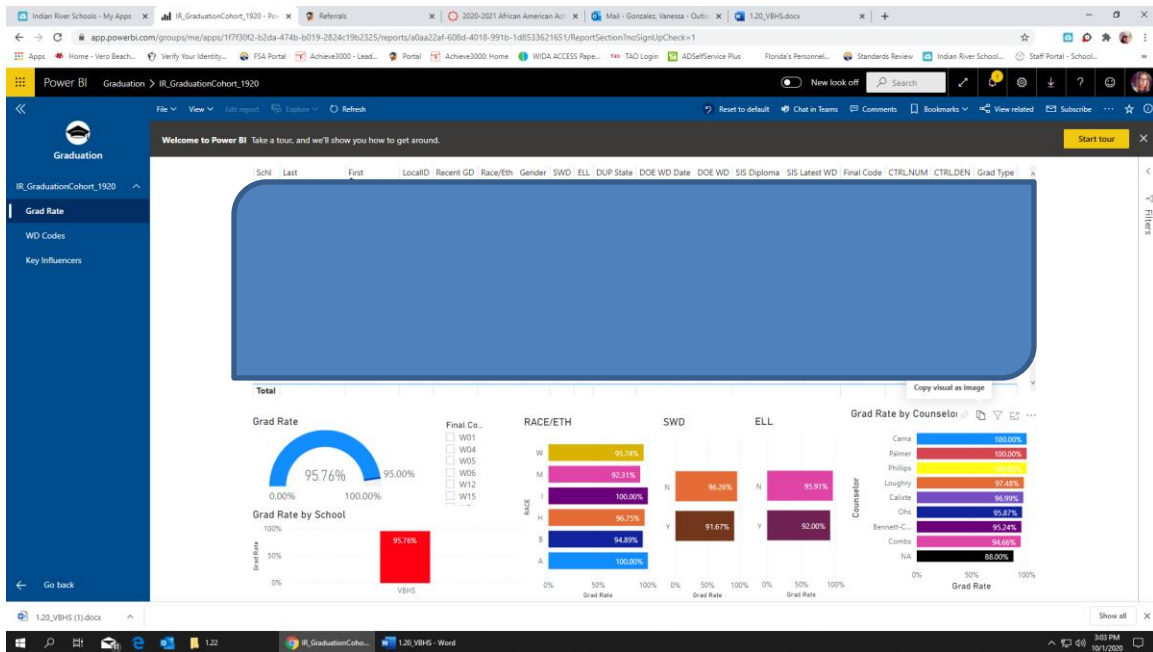 Indian River Schools - My Apps
IR_GraduationCohort_1920 - Po
Referrals
2020-2021 African American Ac
Mail - Gonzalez, Vanessa - Outlo
1.20_VBHS.docx
app.powerbi.com/groups/me/apps/1f7f30f2-b2da-474b-b019-2824c19b2325/reports/a0aa22af-608d-4018-991b-1d8533621651/ReportSection?noSignUpCheck=1
Apps
Home - Vero Beach...
Verify Your Identity...
FSA Portal
Achieve3000 - Lead...
Portal
Achieve3000: Home
WIDA ACCESS Pape...
TAO Login
ADSelfService Plus
Florida's Personnel...
Standards Review
Indian River School...
Staff Portal - School...
Power BI
Graduation > IR_GraduationCohort_1920
New look off
Search
File
View
Edit report
Explore
Refresh
Reset to default
Chat in Teams
Comments
Bookmarks
View related
Subscribe
Graduation
Welcome to Power BI Take a tour, and we'll show you how to get around.
Start tour
IR_GraduationCohort_1920
Grad Rate
WD Codes
Key Influencers
Go back
Schl Last First LocalID Recent GD Race/Eth Gender SWD ELL DUP State DOE WD Date DOE WD SIS Diploma SIS Latest WD Final Code CTRL.NUM CTRL.DEN Grad Type
Filters
Total
Copy visual as image
Grad Rate
95.76%
95.00%
0.00%
100.00%
Final Co..
W01
W04
W05
W06
W12
W15
Grad Rate by School
Grad Rate
100%
50%
0%
95.76%
VBHS
RACE/ETH
RACE
W 95.74%
M 92.31%
I 100.00%
H 96.75%
B 94.89%
A 100.00%
0% 50% 100%
Grad Rate
SWD
N 96.26%
Y 91.67%
0% 50% 100%
Grad Rate
ELL
N 95.91%
Y 92.00%
0% 50% 100%
Grad Rate
Grad Rate by Counselo
Counselor
Cama 100.00%
Palmer 100.00%
Phillips 100.00%
Loughry 97.48%
Calixte 96.99%
Ohs 95.87%
Bennett-C... 95.24%
Combs 94.66%
NA 88.00%
0% 50% 100%
Grad Rate
1.20_VBHS (1).docx
Show all
1.22
IR_GraduationCoho...
1.20_VBHS - Word
3:03 PM
10/1/2020